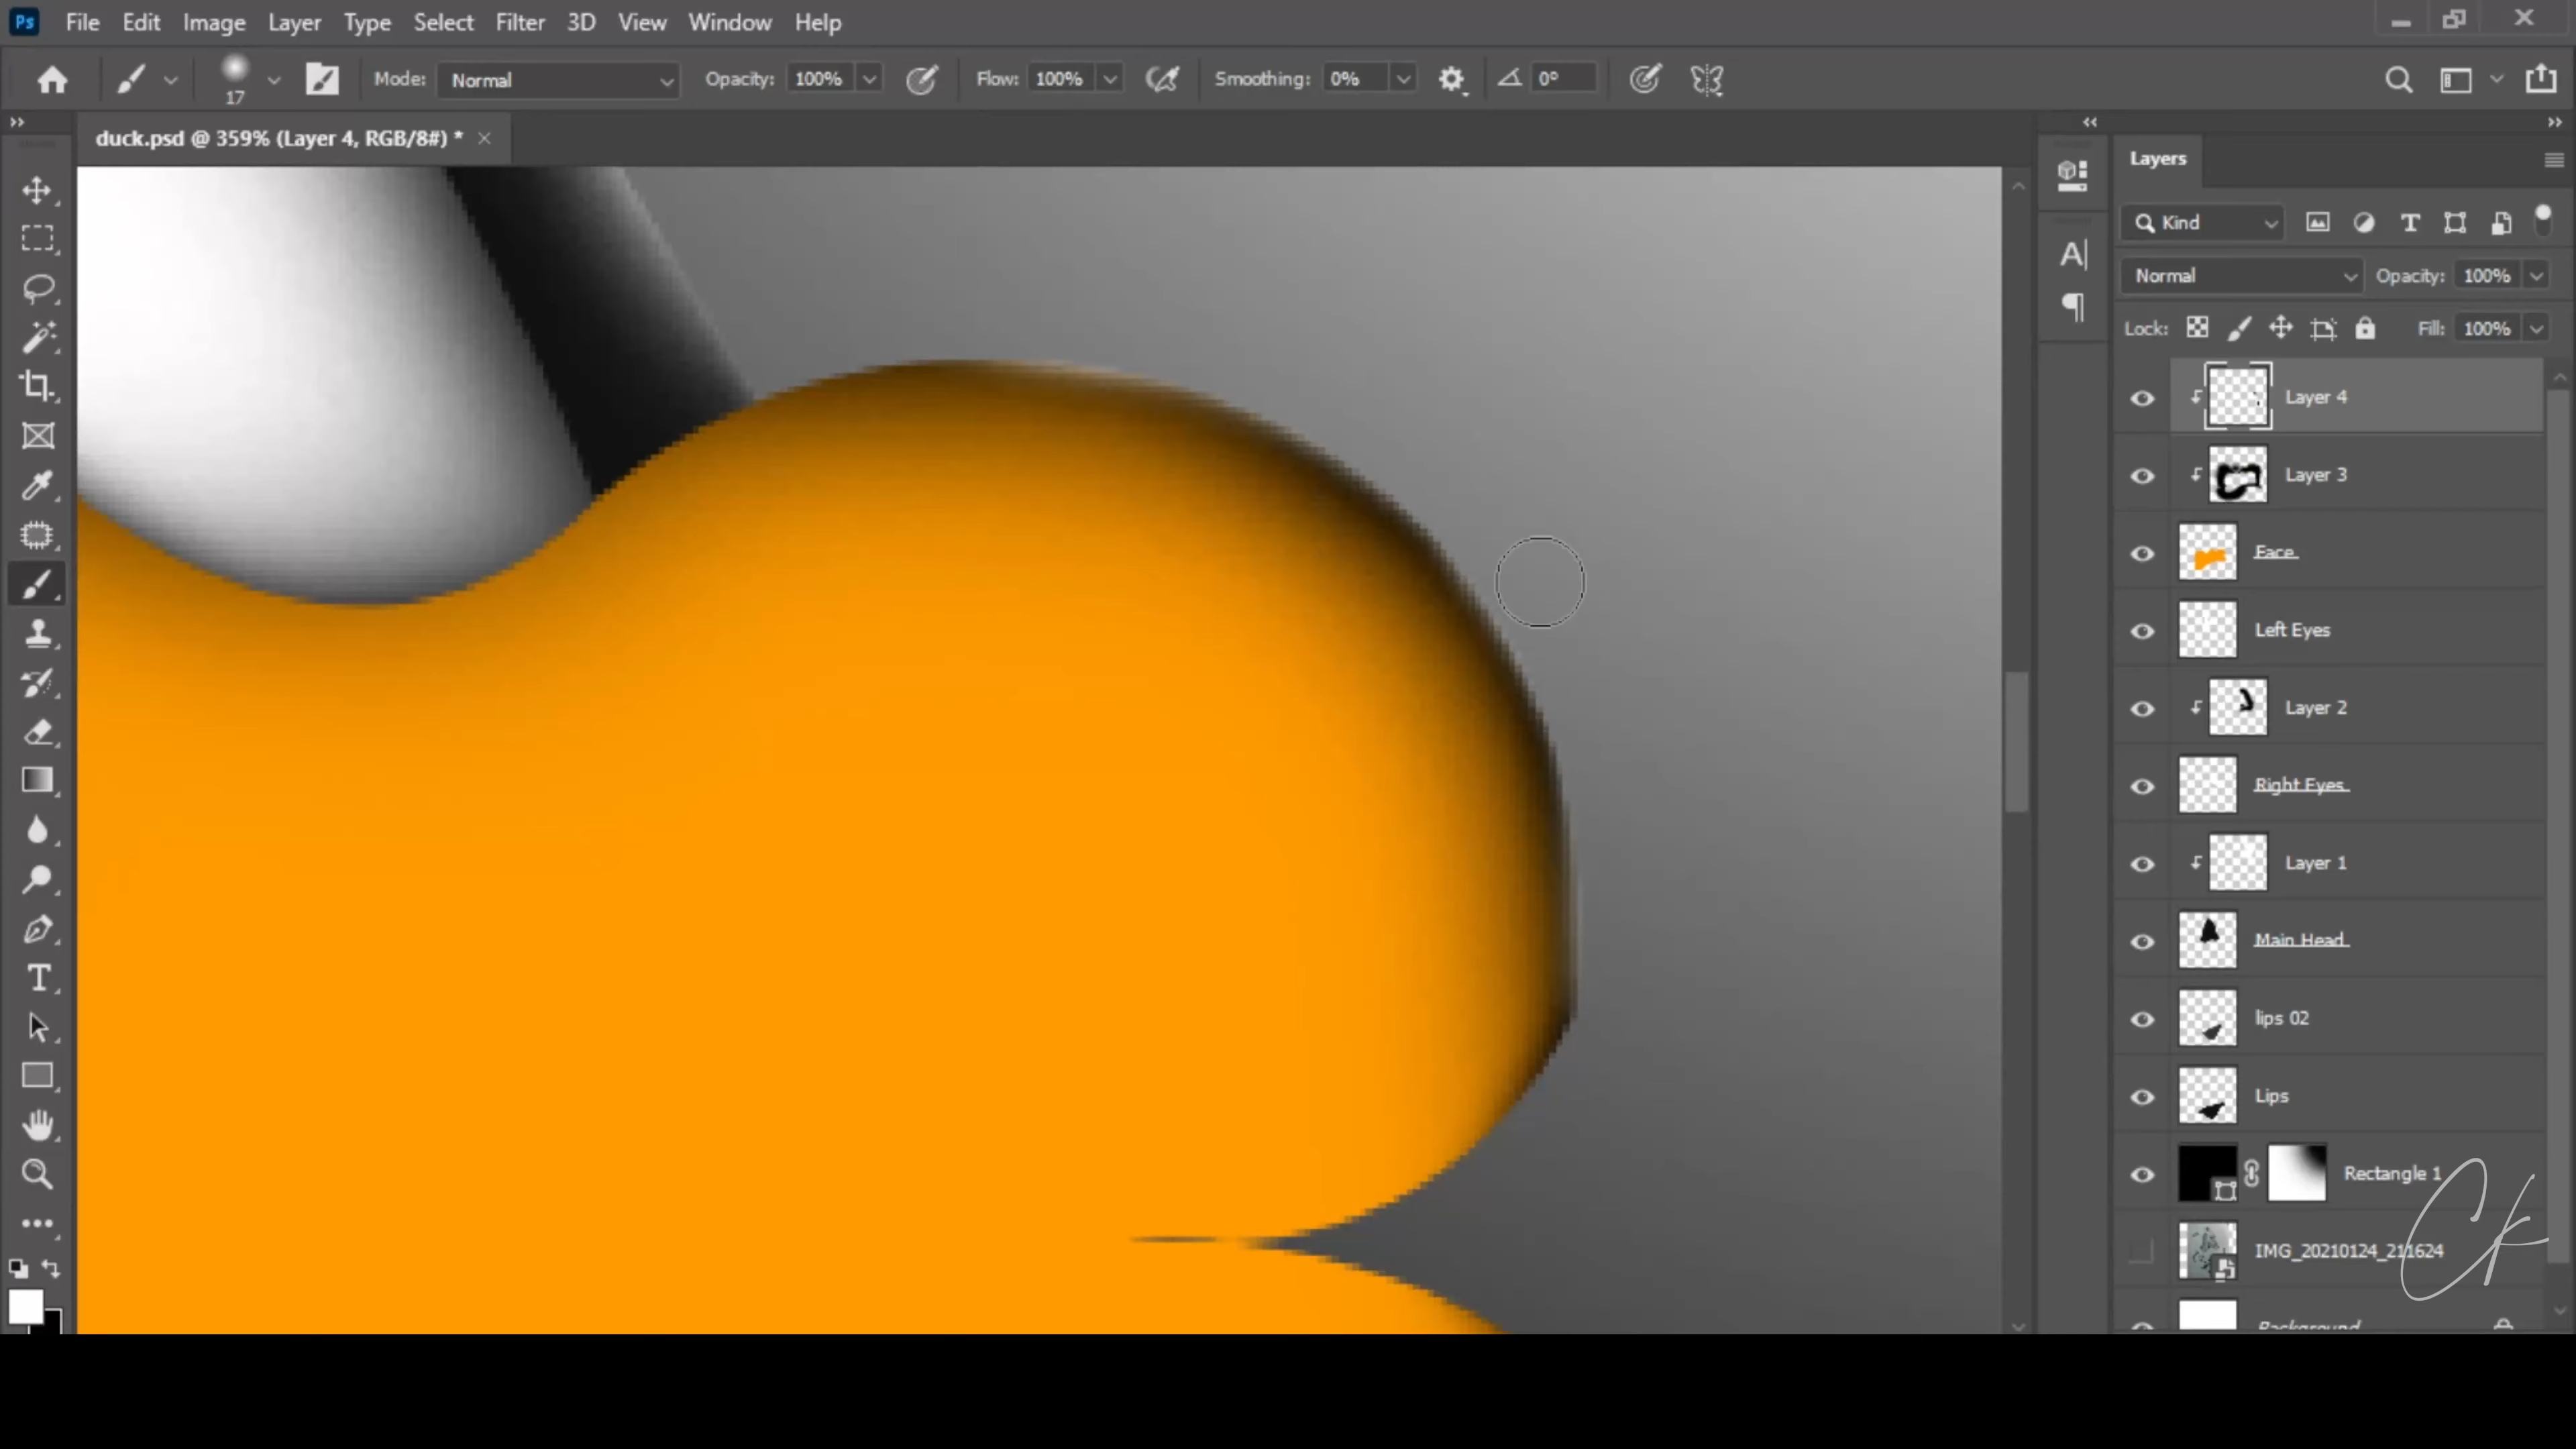 Ps File Edit Image Layer Type Select Filter 3D View Window Help
17 Mode: Normal Opacity: 100% Flow: 100% Smoothing: 0% 0°
duck.psd @ 359% (Layer 4, RGB/8#) *
Layers
Kind
Normal Opacity: 100%
Lock: Fill: 100%
Layer 4
Layer 3
Face
Left Eyes
Layer 2
Right Eyes
Layer 1
Main Head
lips 02
Lips
Rectangle 1
IMG_20210124_211624
Background
Ck